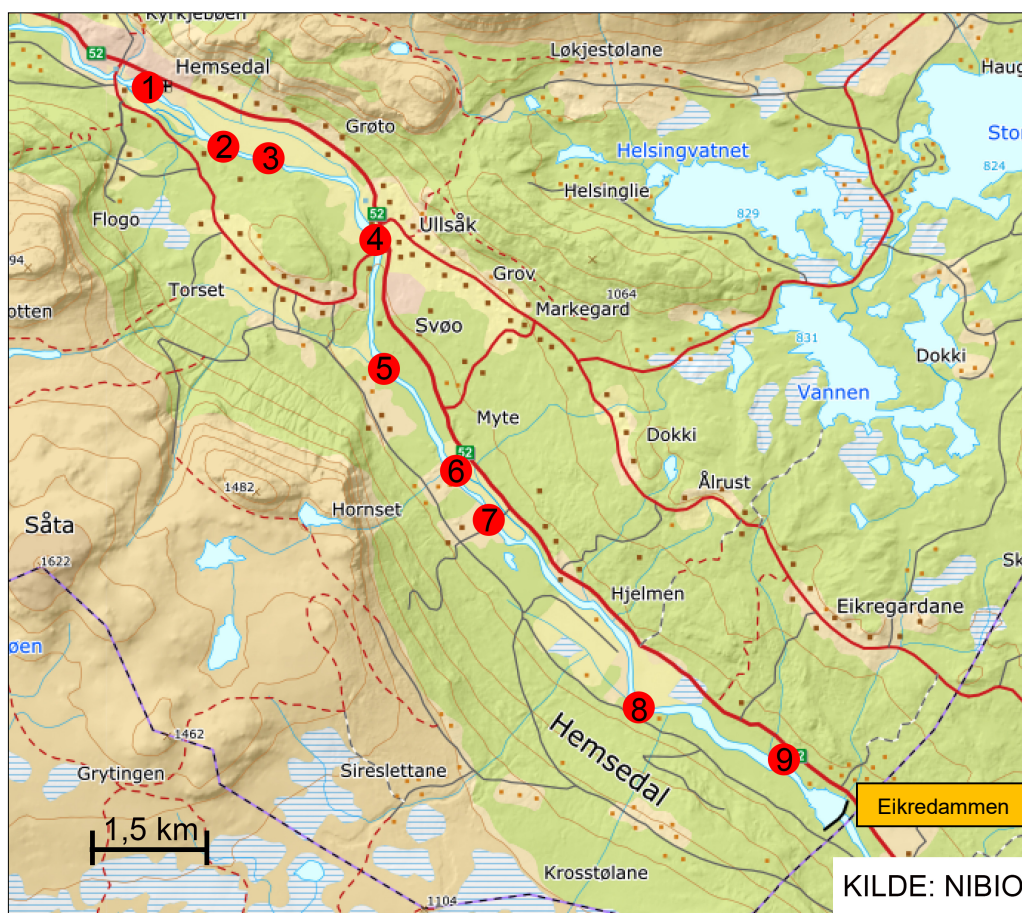 Kyrkjebøen
52
Løkjestølane
Haug
1
Hemsedal
Grøto
2
3
Helsingvatnet
Stor
824
Helsinglie
829
52
Flogo
Ullsåk
4
94
Grov
otten
Torset
1064
Markegard
Svøo
831
Dokki
5
Vannen
Myte
Dokki
52
6
Ålrust
1482
Hornset
7
Såta
1622
Sk
Hjelmen
Eikregardane
øen
8
Hemsedal
1462
9
2
Grytingen
Sireslettane
Eikredammen
1,5 km
Krosstølane
KILDE: NIBIO
1104